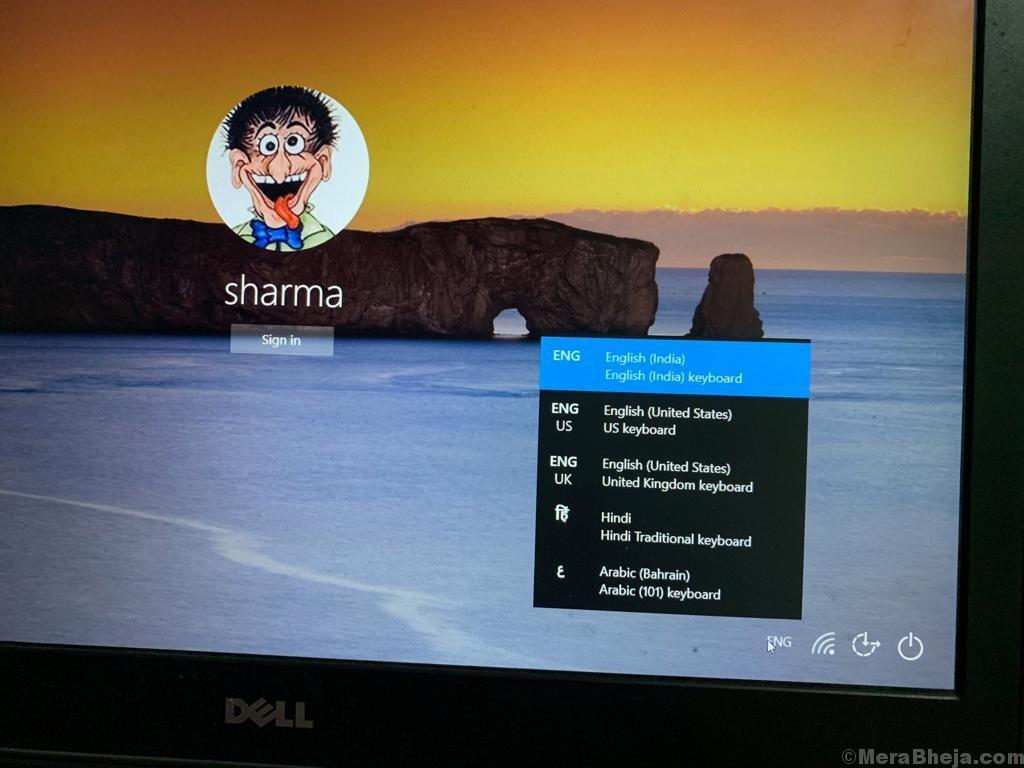 sharma
Sign in
ENG English (India)
English (India) keyboard
ENG English (United States)
US US keyboard
ENG English (United States)
UK United Kingdom keyboard
हिं Hindi
Hindi Traditional keyboard
ع Arabic (Bahrain)
Arabic (101) keyboard
ENG
DELL
©MeraBheja.com